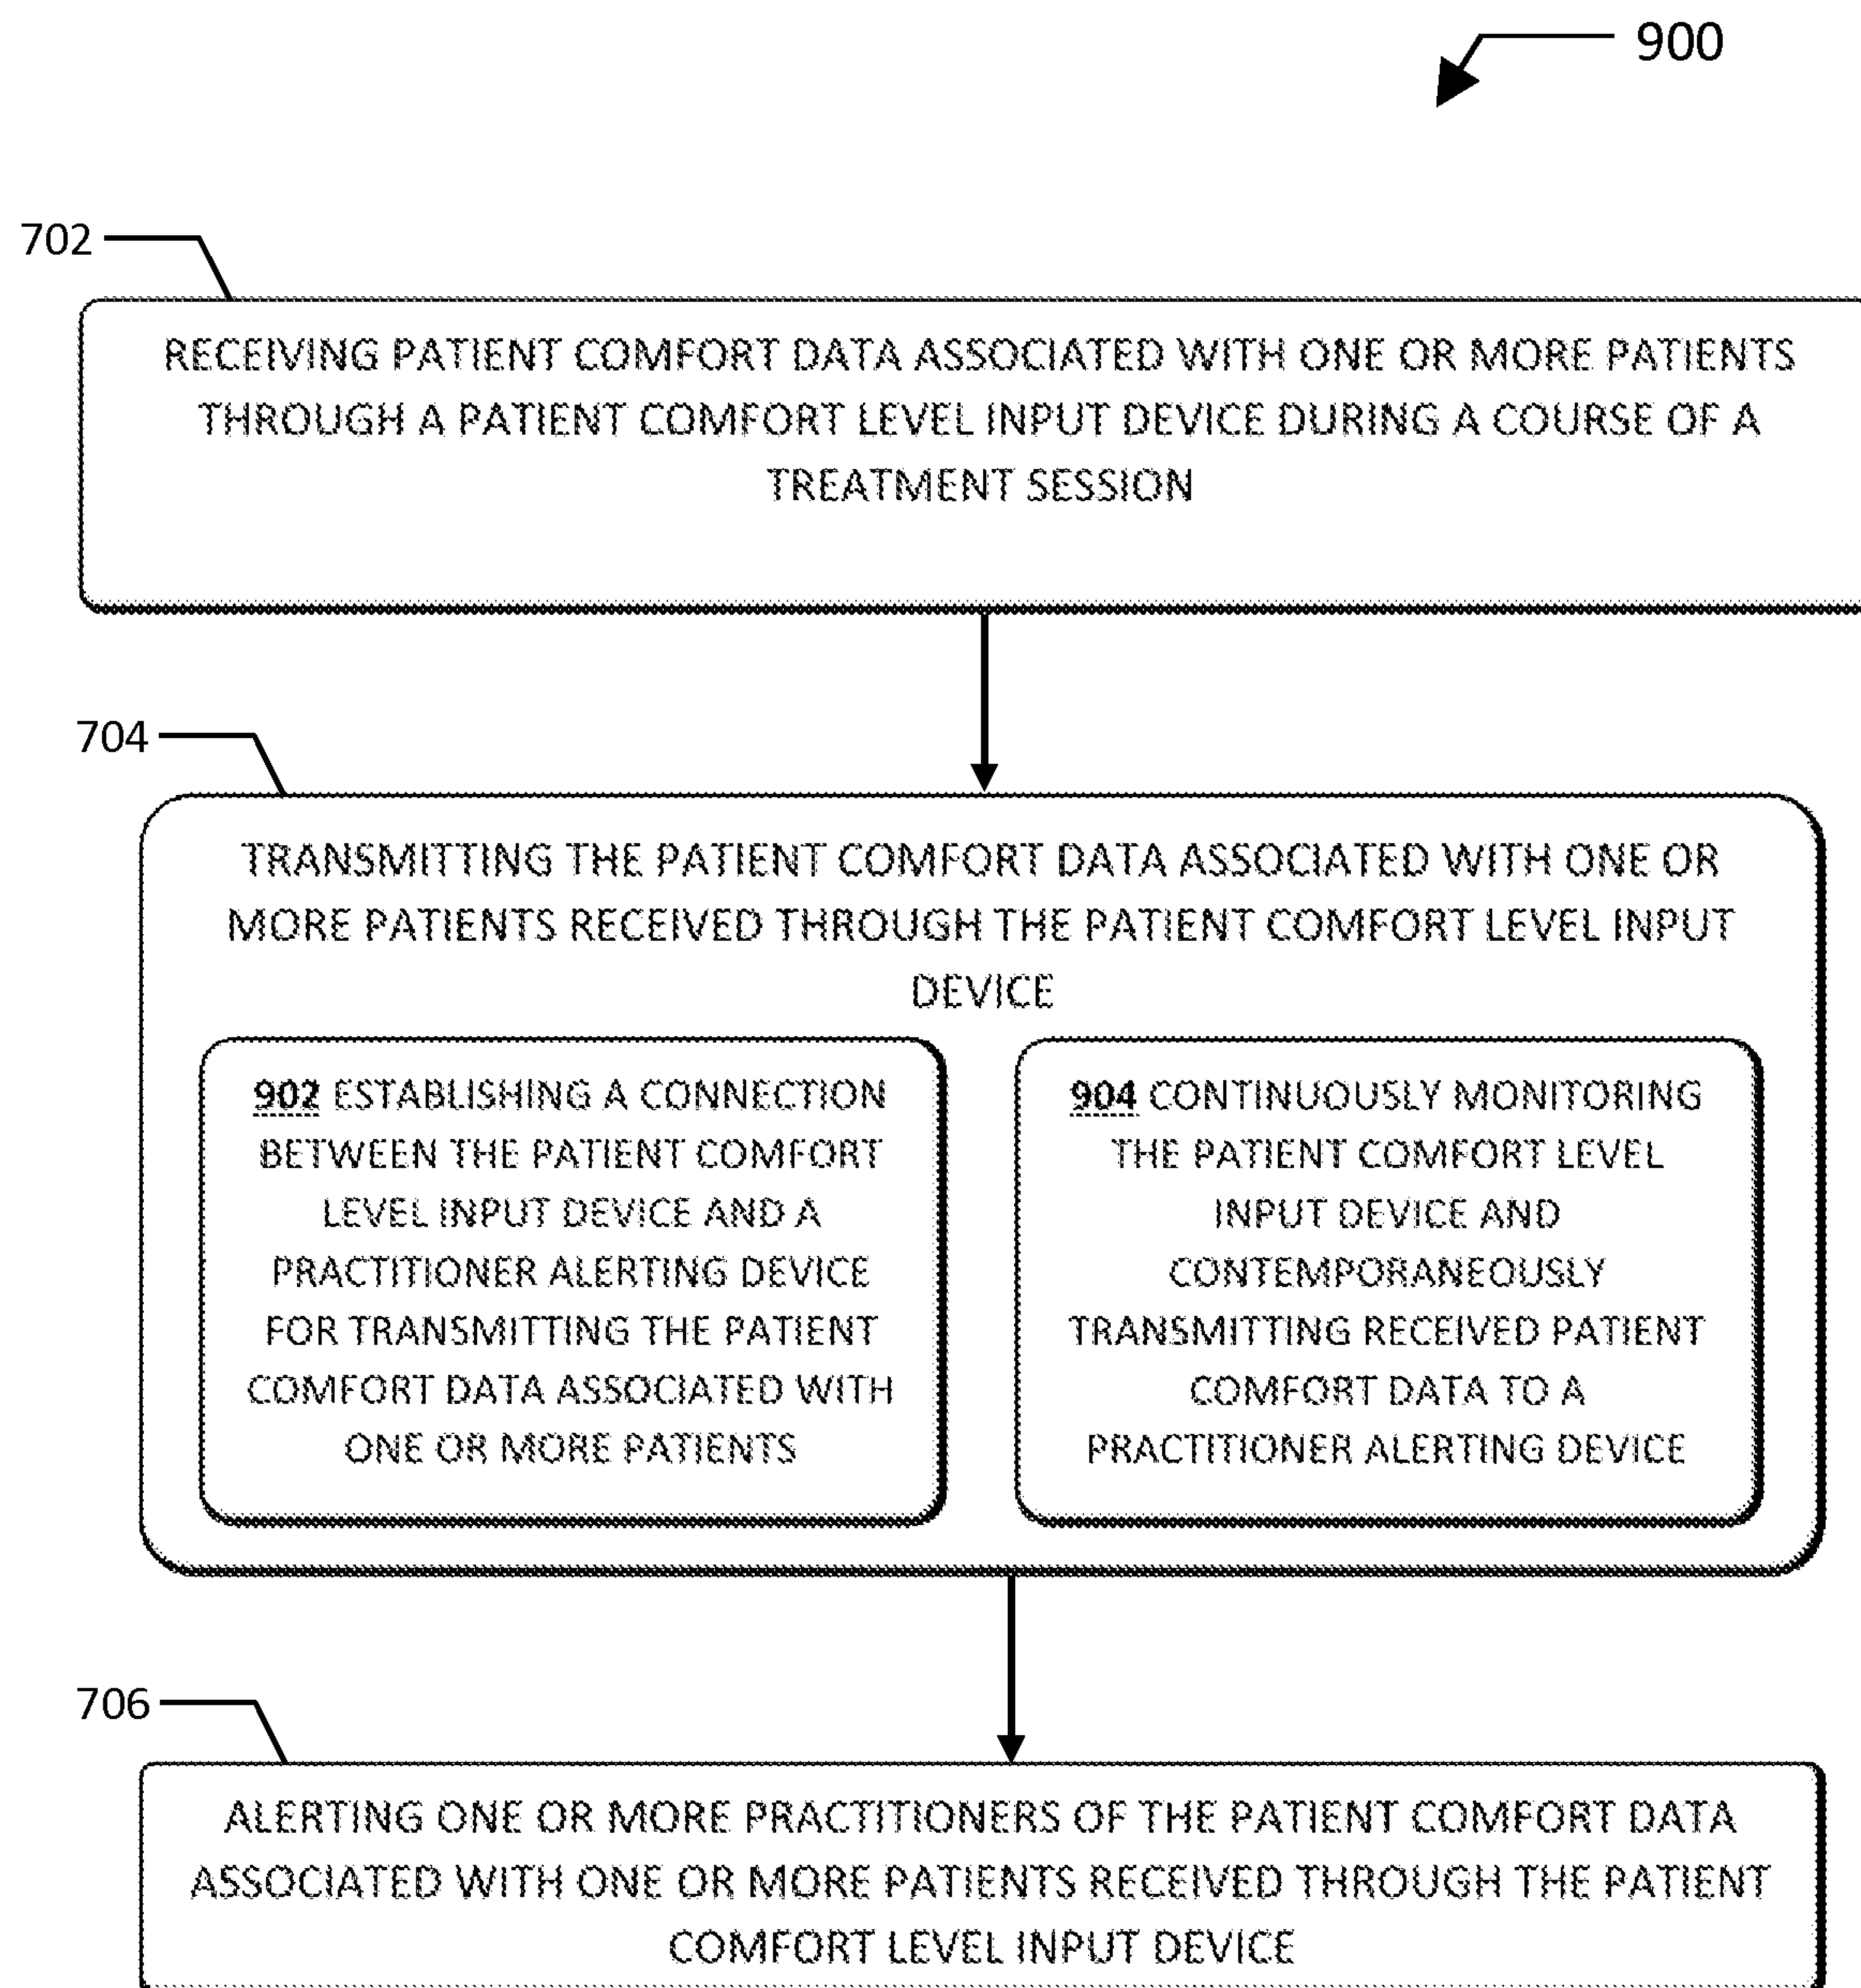 900
702
RECEIVING PATIENT COMFORT DATA ASSOCIATED WITH ONE OR MORE PATIENTS
THROUGH A PATIENT COMFORT LEVEL INPUT DEVICE DURING A COURSE OF A
TREATMENT SESSION
704
TRANSMITTING THE PATIENT COMFORT DATA ASSOCIATED WITH ONE OR
MORE PATIENTS RECEIVED THROUGH THE PATIENT COMFORT LEVEL INPUT
DEVICE
902 ESTABLISHING A CONNECTION
BETWEEN THE PATIENT COMFORT
LEVEL INPUT DEVICE AND A
PRACTITIONER ALERTING DEVICE
FOR TRANSMITTING THE PATIENT
COMFORT DATA ASSOCIATED WITH
ONE OR MORE PATIENTS
904 CONTINUOUSLY MONITORING
THE PATIENT COMFORT LEVEL
INPUT DEVICE AND
CONTEMPORANEOUSLY
TRANSMITTING RECEIVED PATIENT
COMFORT DATA TO A
PRACTITIONER ALERTING DEVICE
706
ALERTING ONE OR MORE PRACTITIONERS OF THE PATIENT COMFORT DATA
ASSOCIATED WITH ONE OR MORE PATIENTS RECEIVED THROUGH THE PATIENT
COMFORT LEVEL INPUT DEVICE